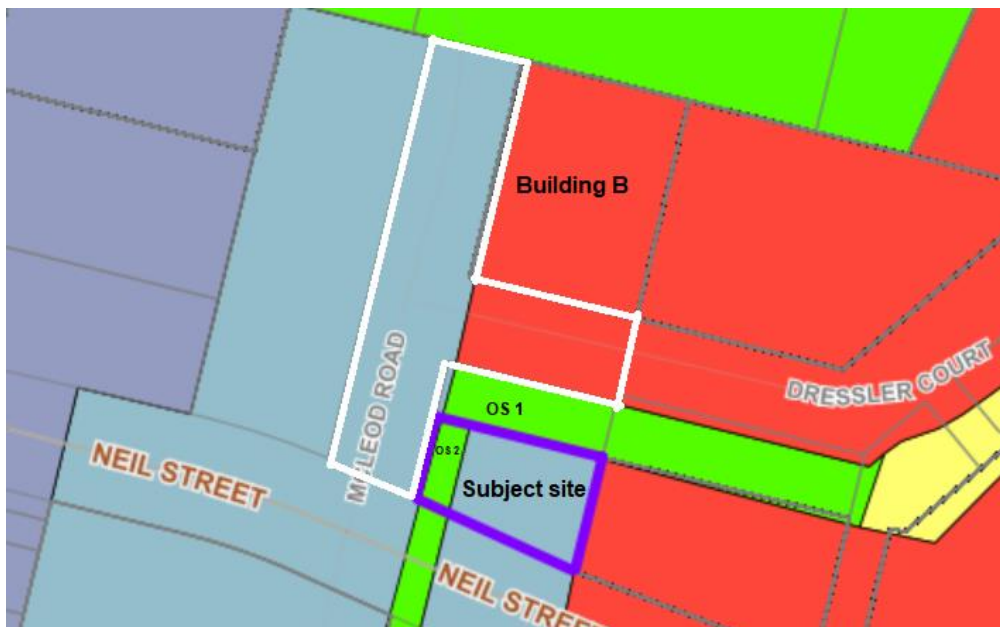 Building B
MCLEOD ROAD
DRESSLER COURT
OS 1
OS 2
NEIL STREET
Subject site
NEIL STREET